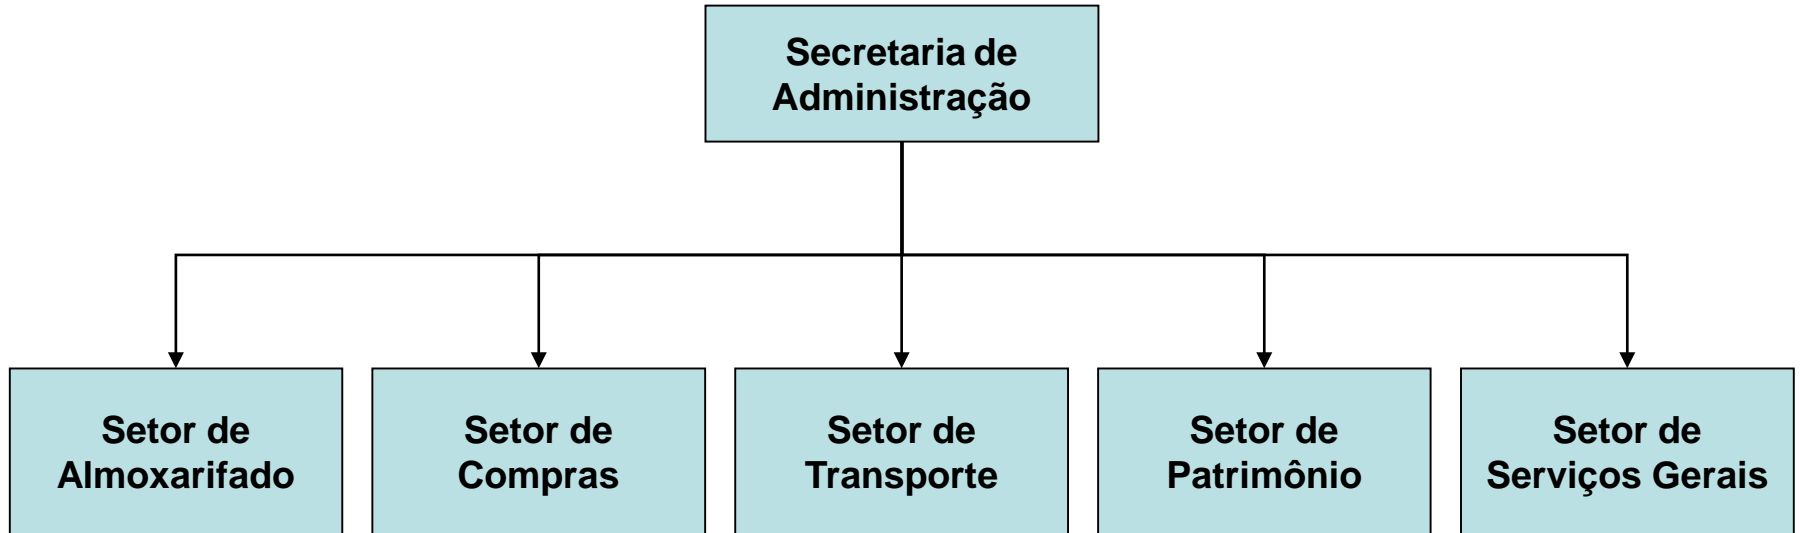 Secretaria de
Administração
Setor de
Almoxarifado
Setor de
Compras
Setor de
Transporte
Setor de
Patrimônio
Setor de
Serviços Gerais